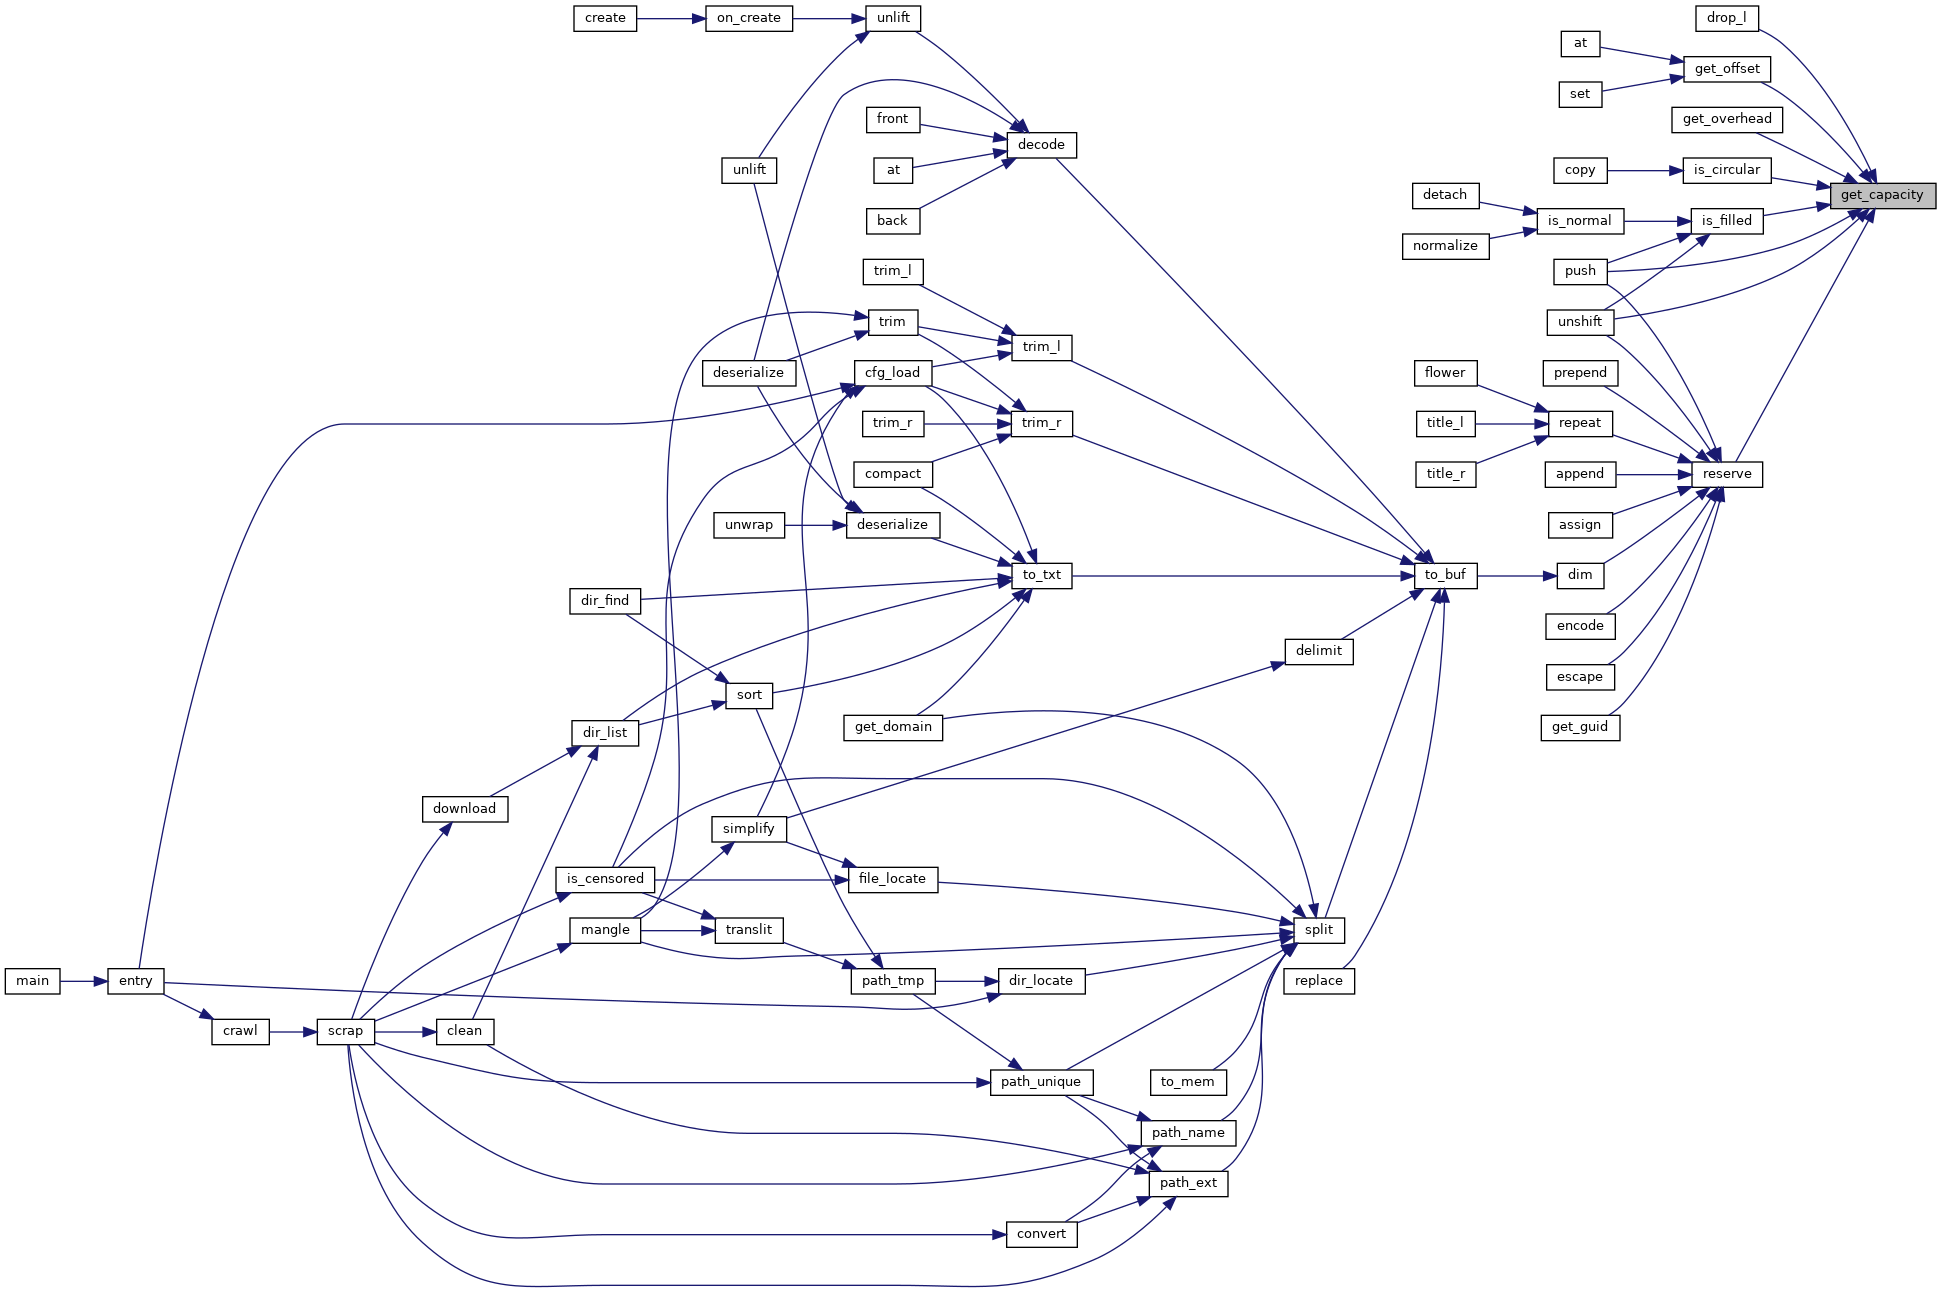 create
on_create
unlift
drop_l
at
get_offset
set
front
get_overhead
decode
at
unlift
copy
is_circular
get_capacity
detach
back
is_normal
is_filled
normalize
trim_l
push
trim
unshift
trim_l
deserialize
cfg_load
flower
prepend
trim_r
trim_r
title_l
repeat
compact
title_r
append
reserve
unwrap
deserialize
assign
to_txt
to_buf
dim
dir_find
encode
delimit
escape
sort
dir_list
get_domain
get_guid
download
simplify
is_censored
file_locate
mangle
translit
split
main
entry
path_tmp
dir_locate
replace
crawl
scrap
clean
path_unique
to_mem
path_name
path_ext
convert